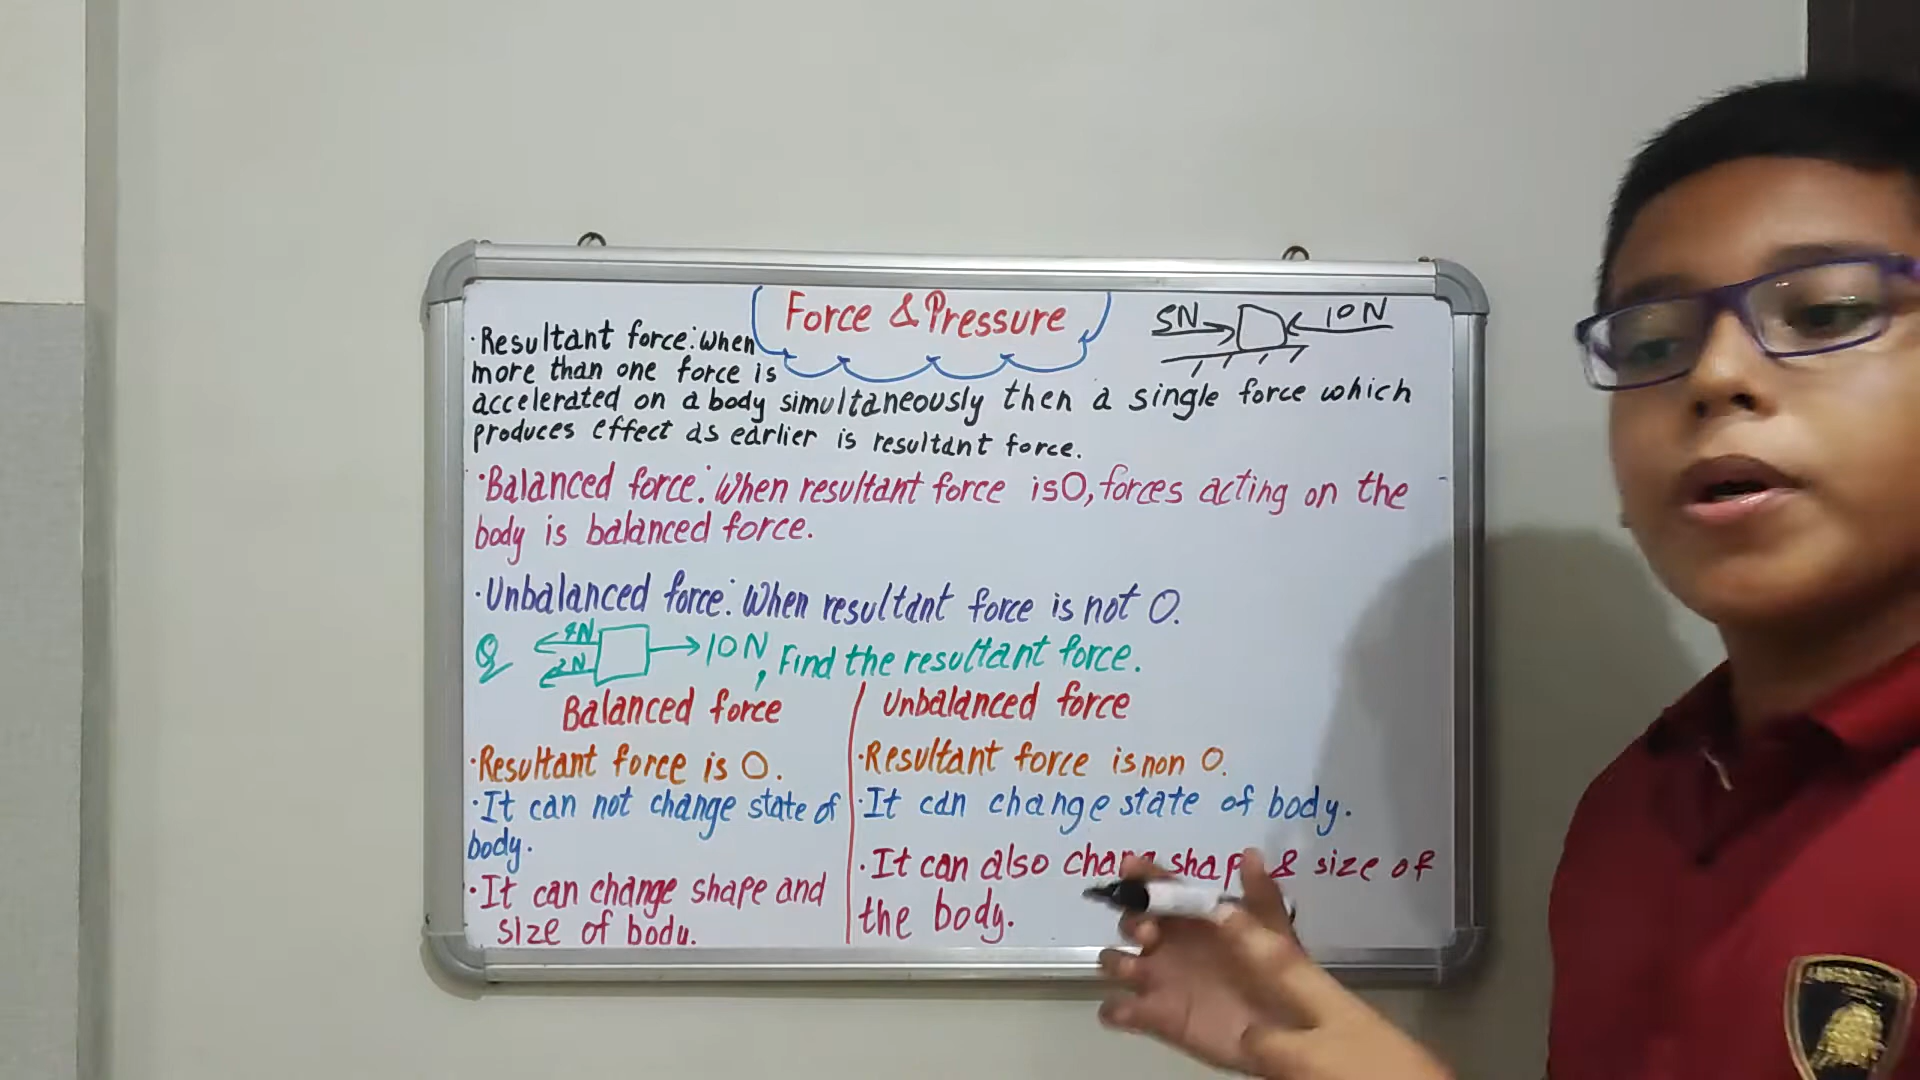 Force & Pressure
5N 10N
·Resultant force: When
more than one force is
accelerated on a body simultaneously then a single force which
produces effect as earlier is resultant force.
·Balanced force: When resultant force is 0, forces acting on the
body is balanced force.
·Unbalanced force: When resultant force is not 0.
Q 2N 10N, Find the resultant force.
Balanced force
·Resultant force is 0.
·It can not change state of
body.
·It can change shape and
size of body.
Unbalanced force
·Resultant force is non 0.
·It can change state of body.
·It can also chang shap & size of
the body.